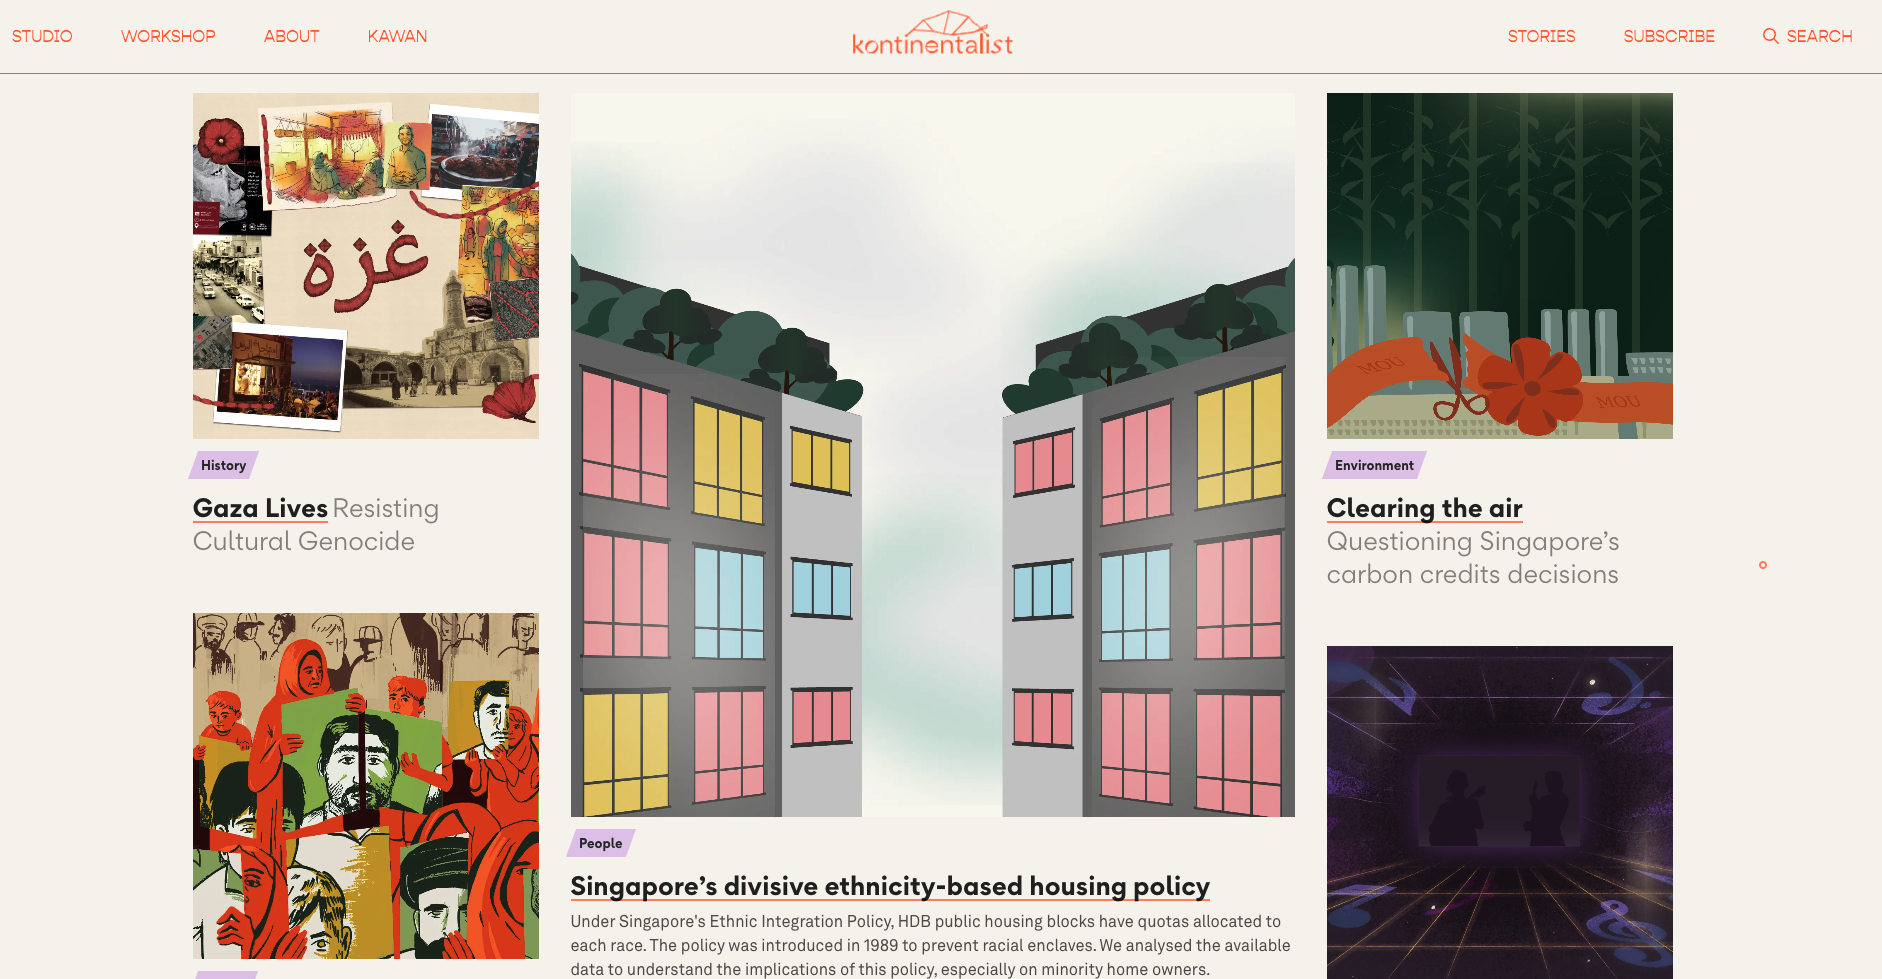 STUDIO WORKSHOP ABOUT KAWAN
kontinentalist
STORIES SUBSCRIBE SEARCH
غزة
History
Gaza Lives Resisting
Cultural Genocide
People
Singapore’s divisive ethnicity-based housing policy
Under Singapore's Ethnic Integration Policy, HDB public housing blocks have quotas allocated to
each race. The policy was introduced in 1989 to prevent racial enclaves. We analysed the available
data to understand the implications of this policy, especially on minority home owners.
MOU
MOU
Environment
Clearing the air
Questioning Singapore’s
carbon credits decisions